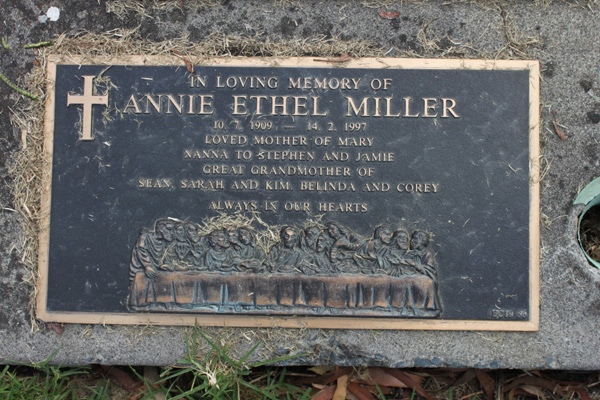 IN LOVING MEMORY OF
ANNIE ETHEL MILLER
10. 7. 1909 — 14. 2. 1997
LOVED MOTHER OF MARY
NANNA TO STEPHEN AND JAMIE
GREAT GRANDMOTHER OF
SEAN, SARAH AND KIM, BELINDA AND COREY
ALWAYS IN OUR HEARTS